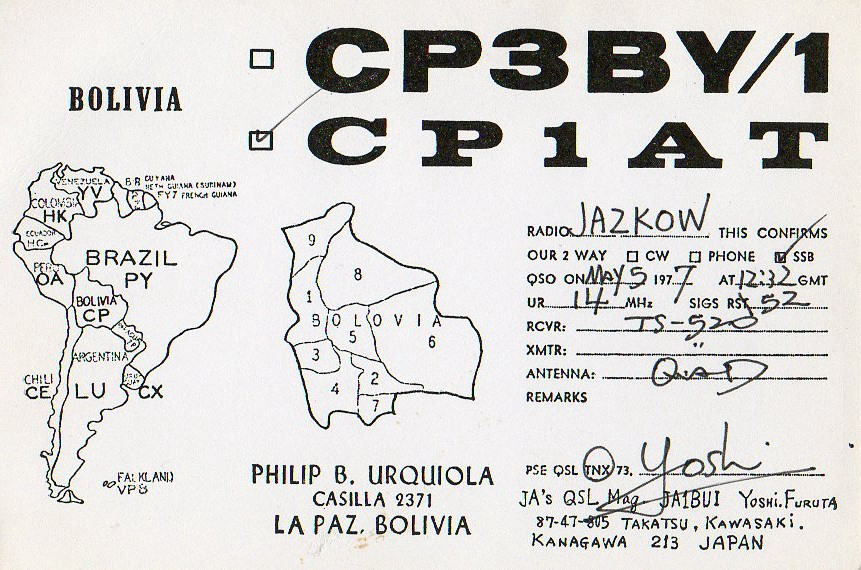 CP3BY/1
BOLIVIA
CP1AT
VENEZUELA
YV
8R GUYANA
NETH GUIANA (SURINAM)
FY7 FRENCH GUIANA
COLOMBIA
HK
ECUADOR
HC
BRAZIL
PY
PERU
OA
BOLIVIA
CP
ARGENTINA
LU
CHILI
CE
CX
FALKLAND
VP8
9
8
1
BOLOVIA
5
6
3
4
2
7
RADIO: JA2KOW THIS CONFIRMS
OUR 2 WAY CW PHONE SSB
QSO ON MAY 5 1977 AT 12:32 GMT
UR 14 MHz SIGS RST 52
RCVR: TS-520
XMTR: "
ANTENNA: QUAD
REMARKS
PSE QSL TNX 73. Yoshi
PHILIP B. URQUIOLA
CASILLA 2371
LA PAZ, BOLIVIA
JA's QSL Mag. JA1BUI Yoshi.FURUTA
87-47-805 TAKATSU, KAWASAKI.
KANAGAWA 213 JAPAN